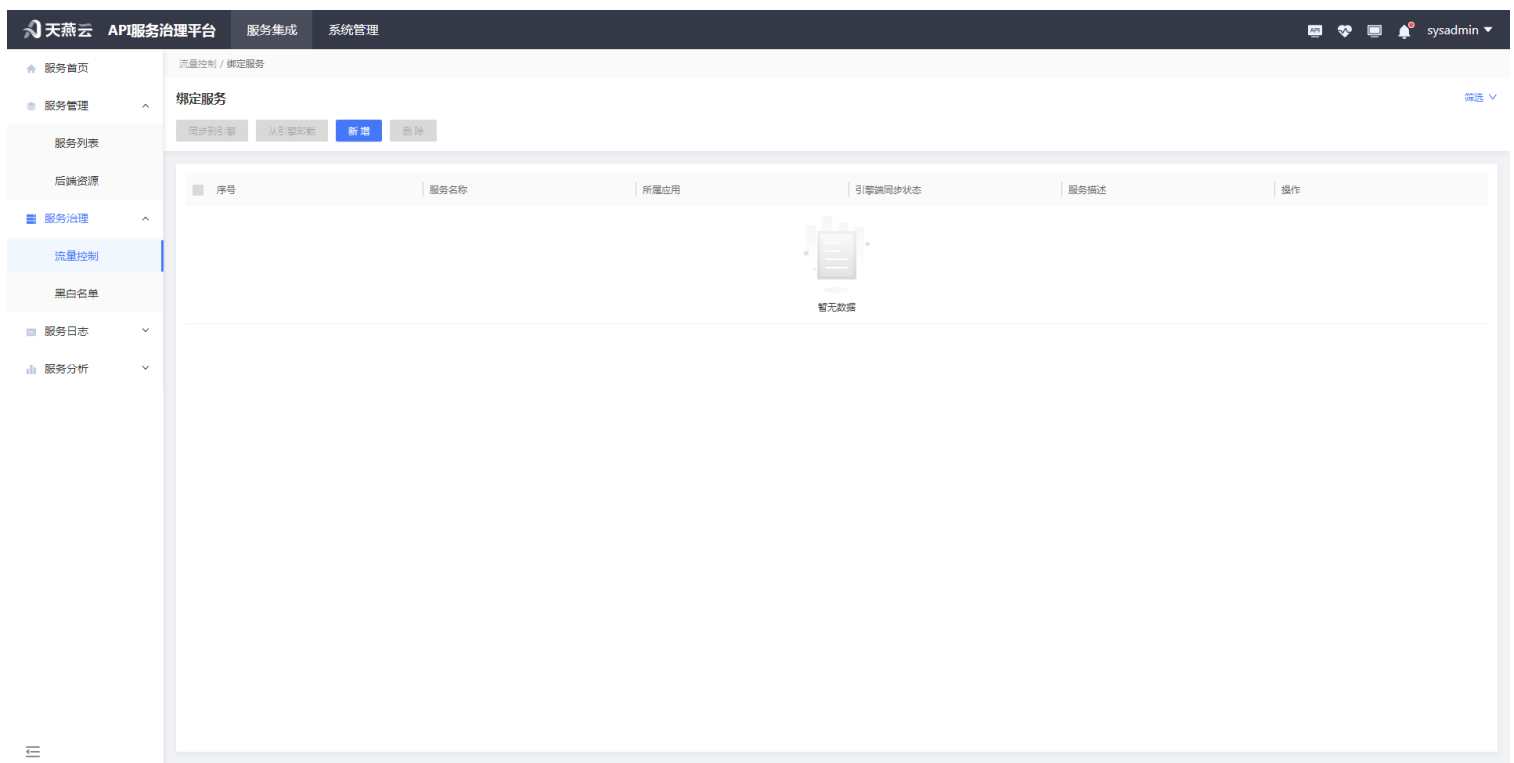 天燕云 API服务治理平台 服务集成 系统管理 API sysadmin
服务首页
服务管理
服务列表
后端资源
服务治理
流量控制
黑白名单
服务日志
服务分析
流量控制 / 绑定服务
绑定服务 筛选
同步到引擎 从引擎卸载 新 增 删 除
序号 服务名称 所属应用 引擎端同步状态 服务描述 操作
暂无数据